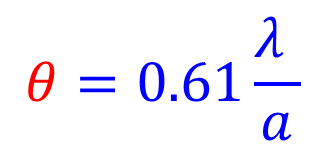 θ = 0.61 λ/a